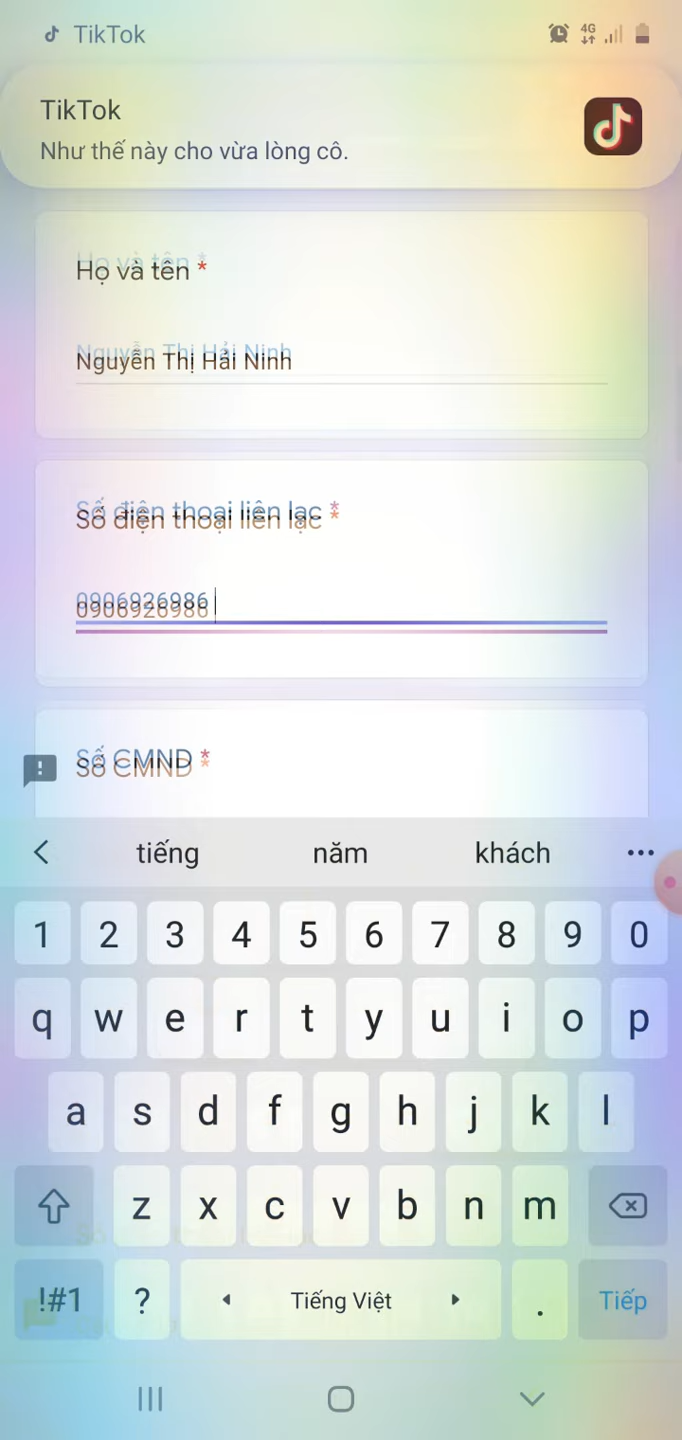 TikTok
4G
TikTok
Như thế này cho vừa lòng cô.
Họ và tên *
Nguyễn Thị Hải Ninh
Số điện thoại liên lạc *
0906926986
Số CMND *
tiếng năm khách
1 2 3 4 5 6 7 8 9 0
q w e r t y u i o p
a s d f g h j k l
z x c v b n m
!#1 ? Tiếng Việt . Tiếp